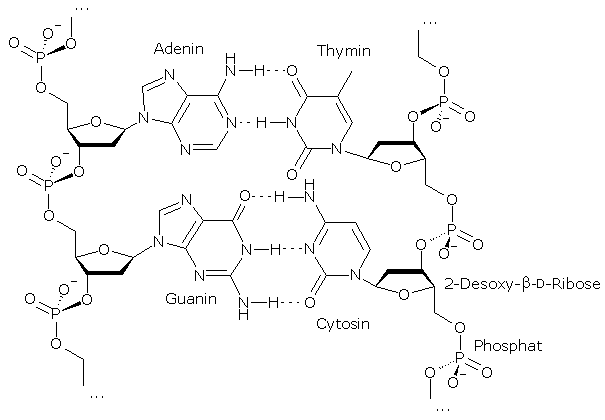 Adenin
Thymin
Guanin
Cytosin
2-Desoxy-β-D-Ribose
Phosphat